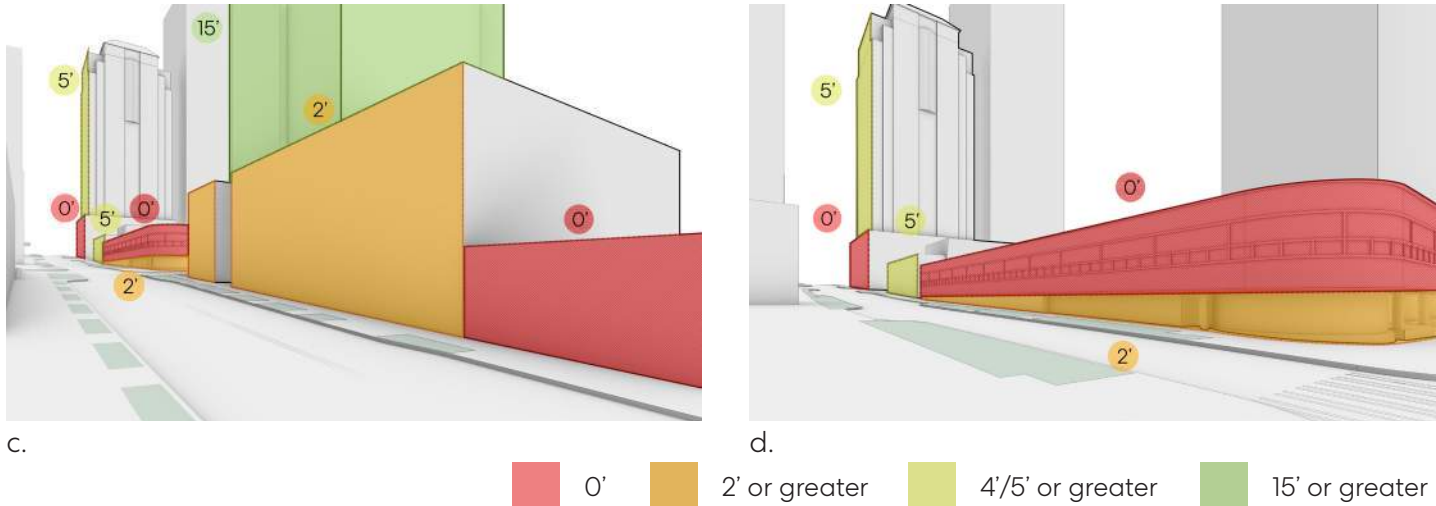 15'
5'
2'
0'
5'
0'
0'
2'
5'
0'
0'
5'
2'
c.
d.
0'
2' or greater
4'/5' or greater
15' or greater